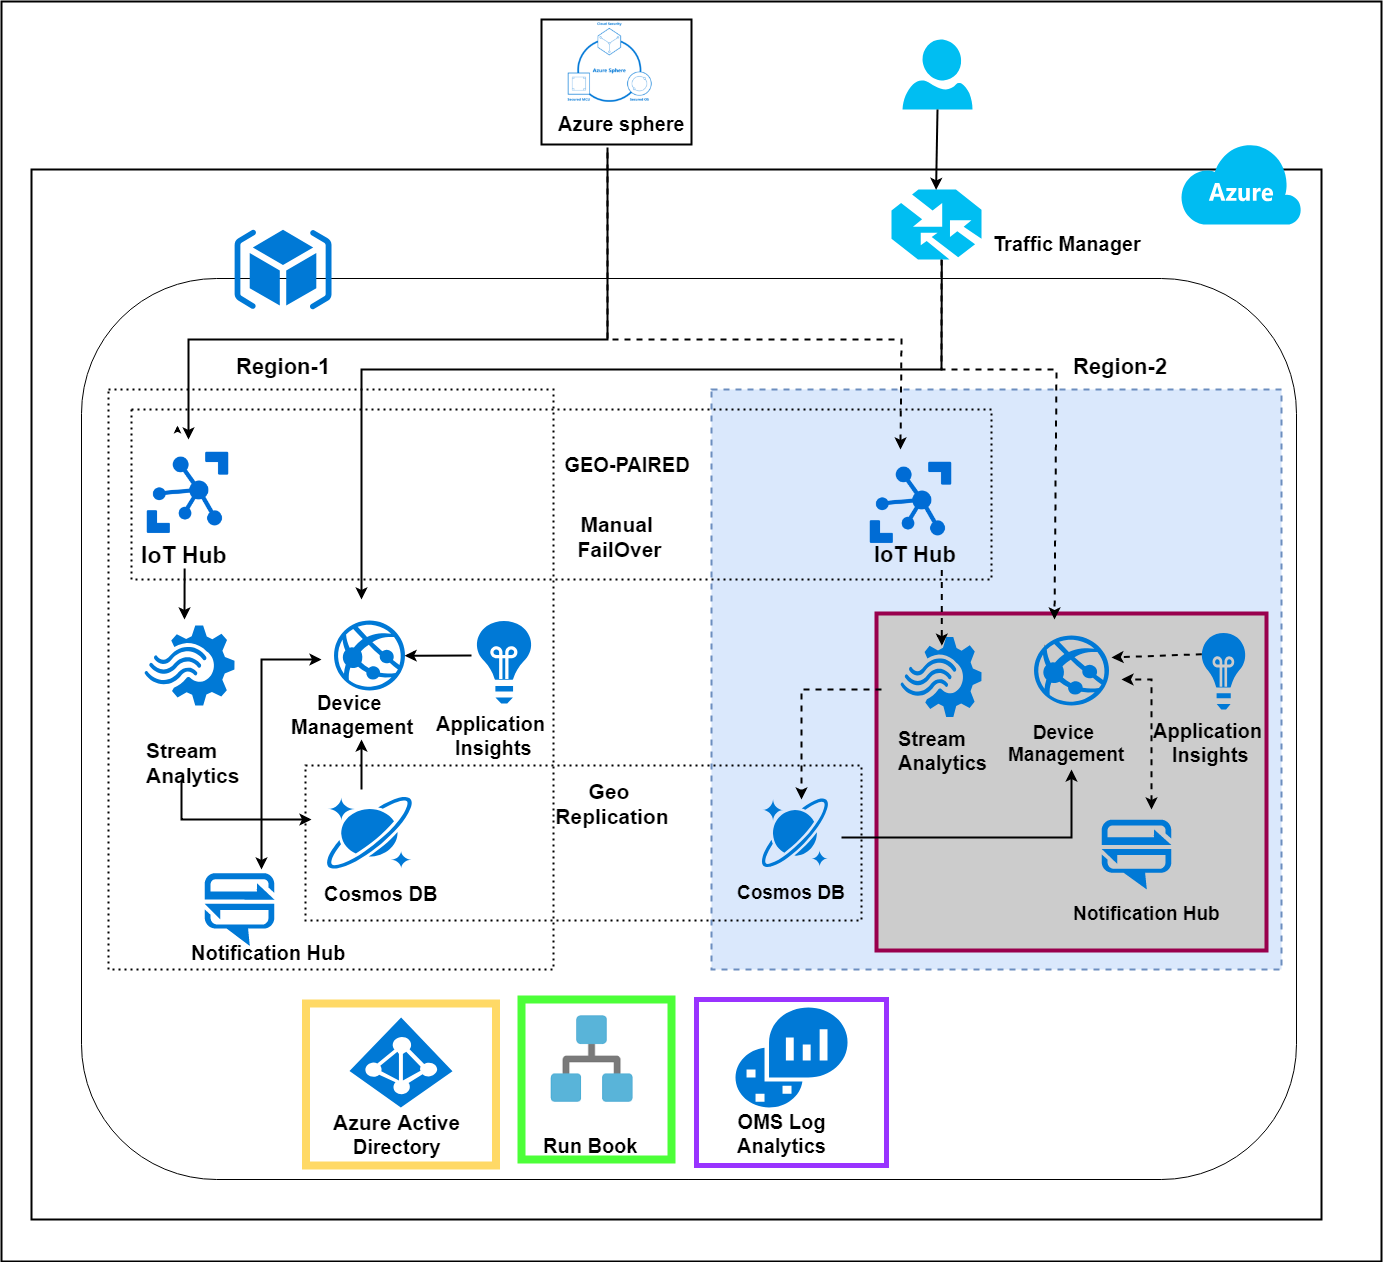 Cloud Security
Azure Sphere
Secured MCU
Secured OS
Azure sphere
Azure
Traffic Manager
Region-1
Region-2
GEO-PAIRED
Manual
FailOver
IoT Hub
IoT Hub
Device
Management
Application
Insights
Stream
Analytics
Stream
Analytics
Device
Management
Application
Insights
Geo
Replication
Cosmos DB
Cosmos DB
Notification Hub
Notification Hub
Azure Active
Directory
Run Book
OMS Log
Analytics